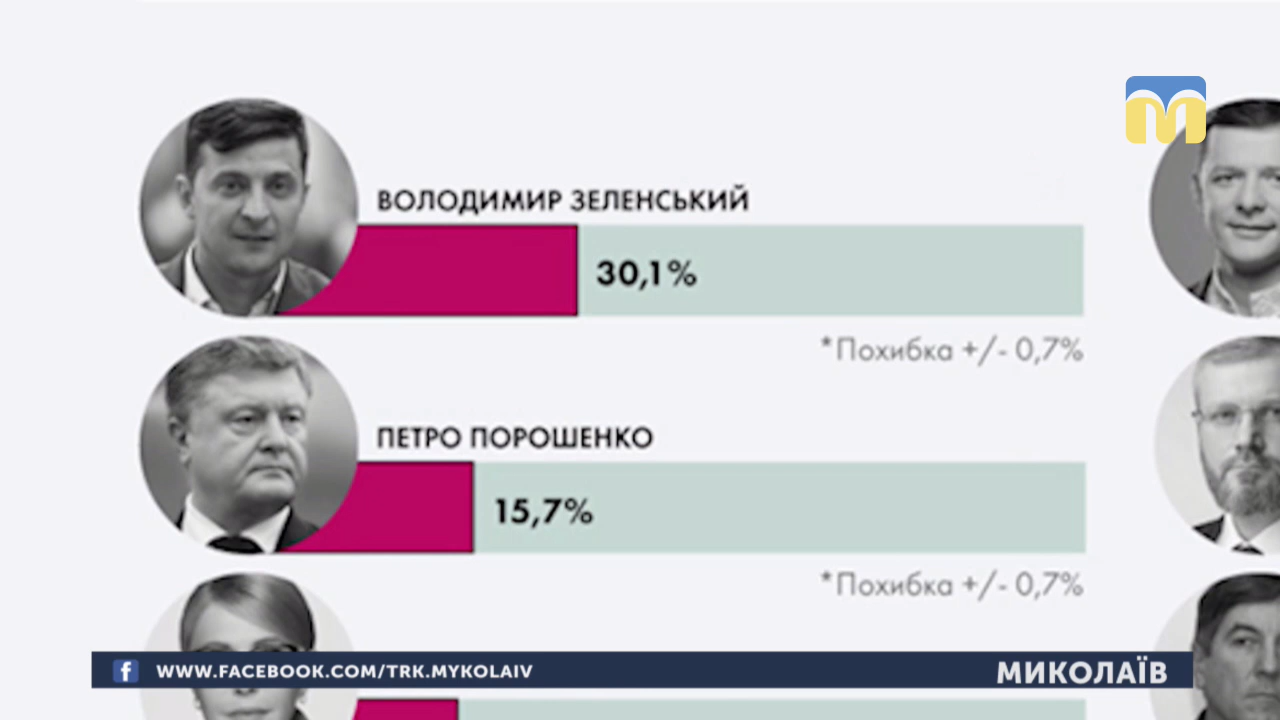 ВОЛОДИМИР ЗЕЛЕНСЬКИЙ
30,1%
*Похибка +/- 0,7%
ПЕТРО ПОРОШЕНКО
15,7%
*Похибка +/- 0,7%
WWW.FACEBOOK.COM/TRK.MYKOLAIV
МИКОЛАЇВ